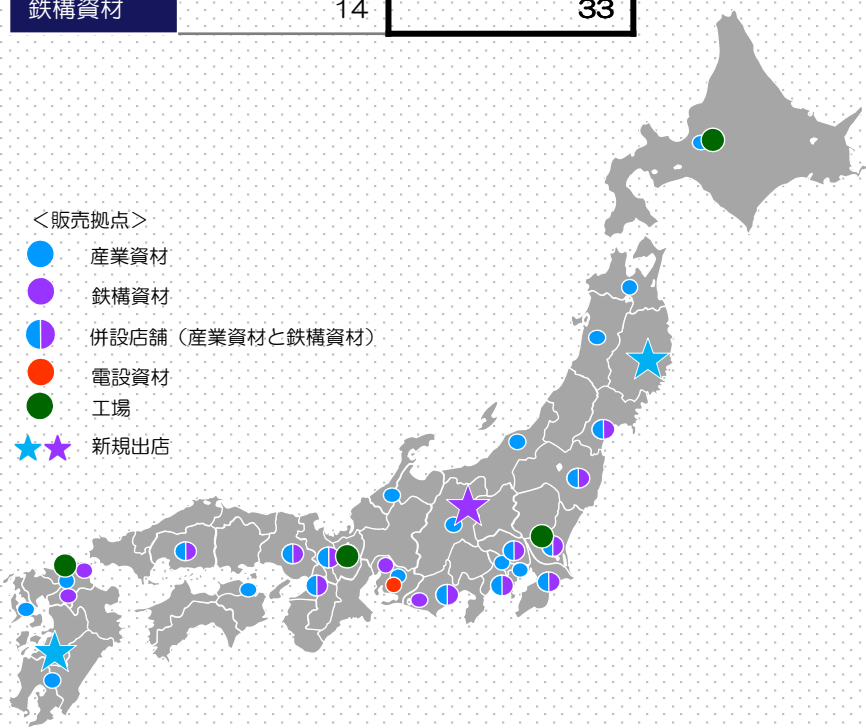 鉄構資材 14 33
＜販売拠点＞
産業資材
鉄構資材
併設店舗（産業資材と鉄構資材）
電設資材
工場
新規出店